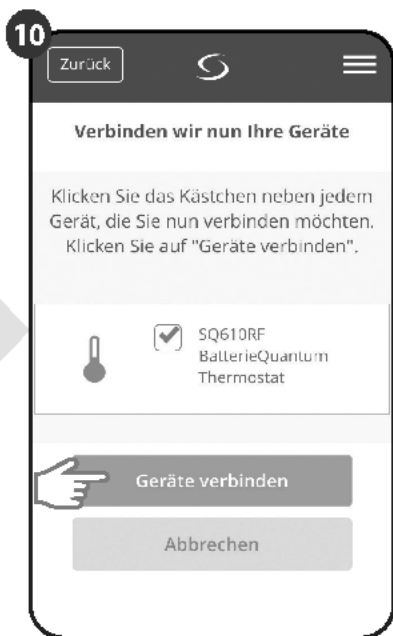 10
Zurück
Verbinden wir nun Ihre Geräte
Klicken Sie das Kästchen neben jedem
Gerät, die Sie nun verbinden möchten.
Klicken Sie auf "Geräte verbinden".
SQ610RF
BatterieQuantum
Thermostat
Geräte verbinden
Abbrechen